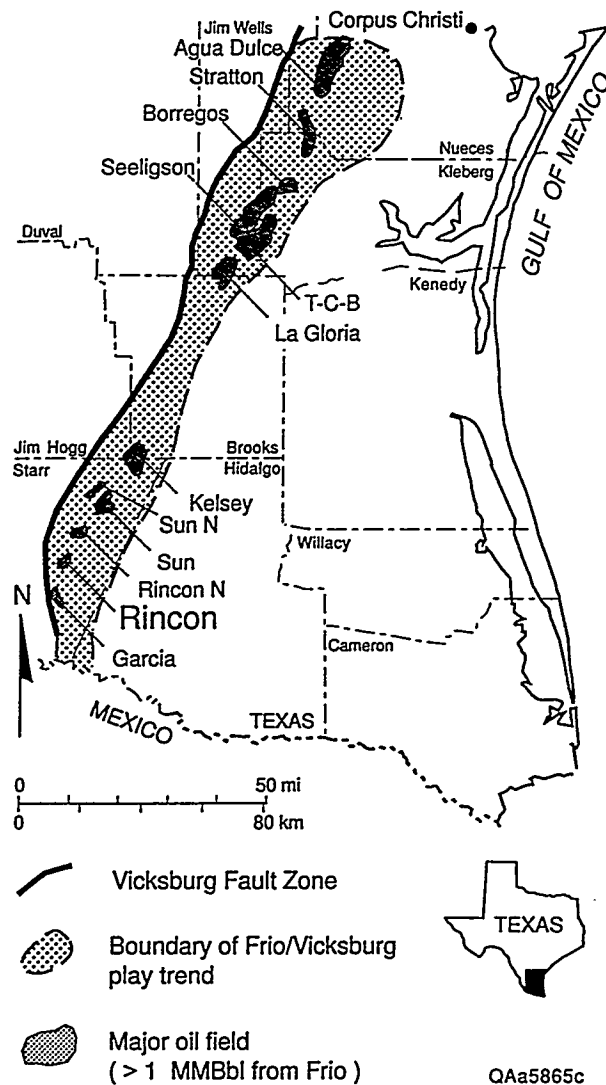 Jim Wells
Corpus Christi
Agua Dulce
Stratton
Borregos
Seeligson
Nueces
Kleberg
GULF OF MEXICO
Duval
Kenedy
T-C-B
La Gloria
Jim Hogg
Starr
Brooks
Hidalgo
Kelsey
Sun N
Willacy
Sun
Rincon N
N
Rincon
Cameron
Garcia
MEXICO
TEXAS
0 50 mi
0 80 km
Vicksburg Fault Zone
Boundary of Frio/Vicksburg
play trend
TEXAS
Major oil field
( > 1 MMBbl from Frio )
QAa5865c